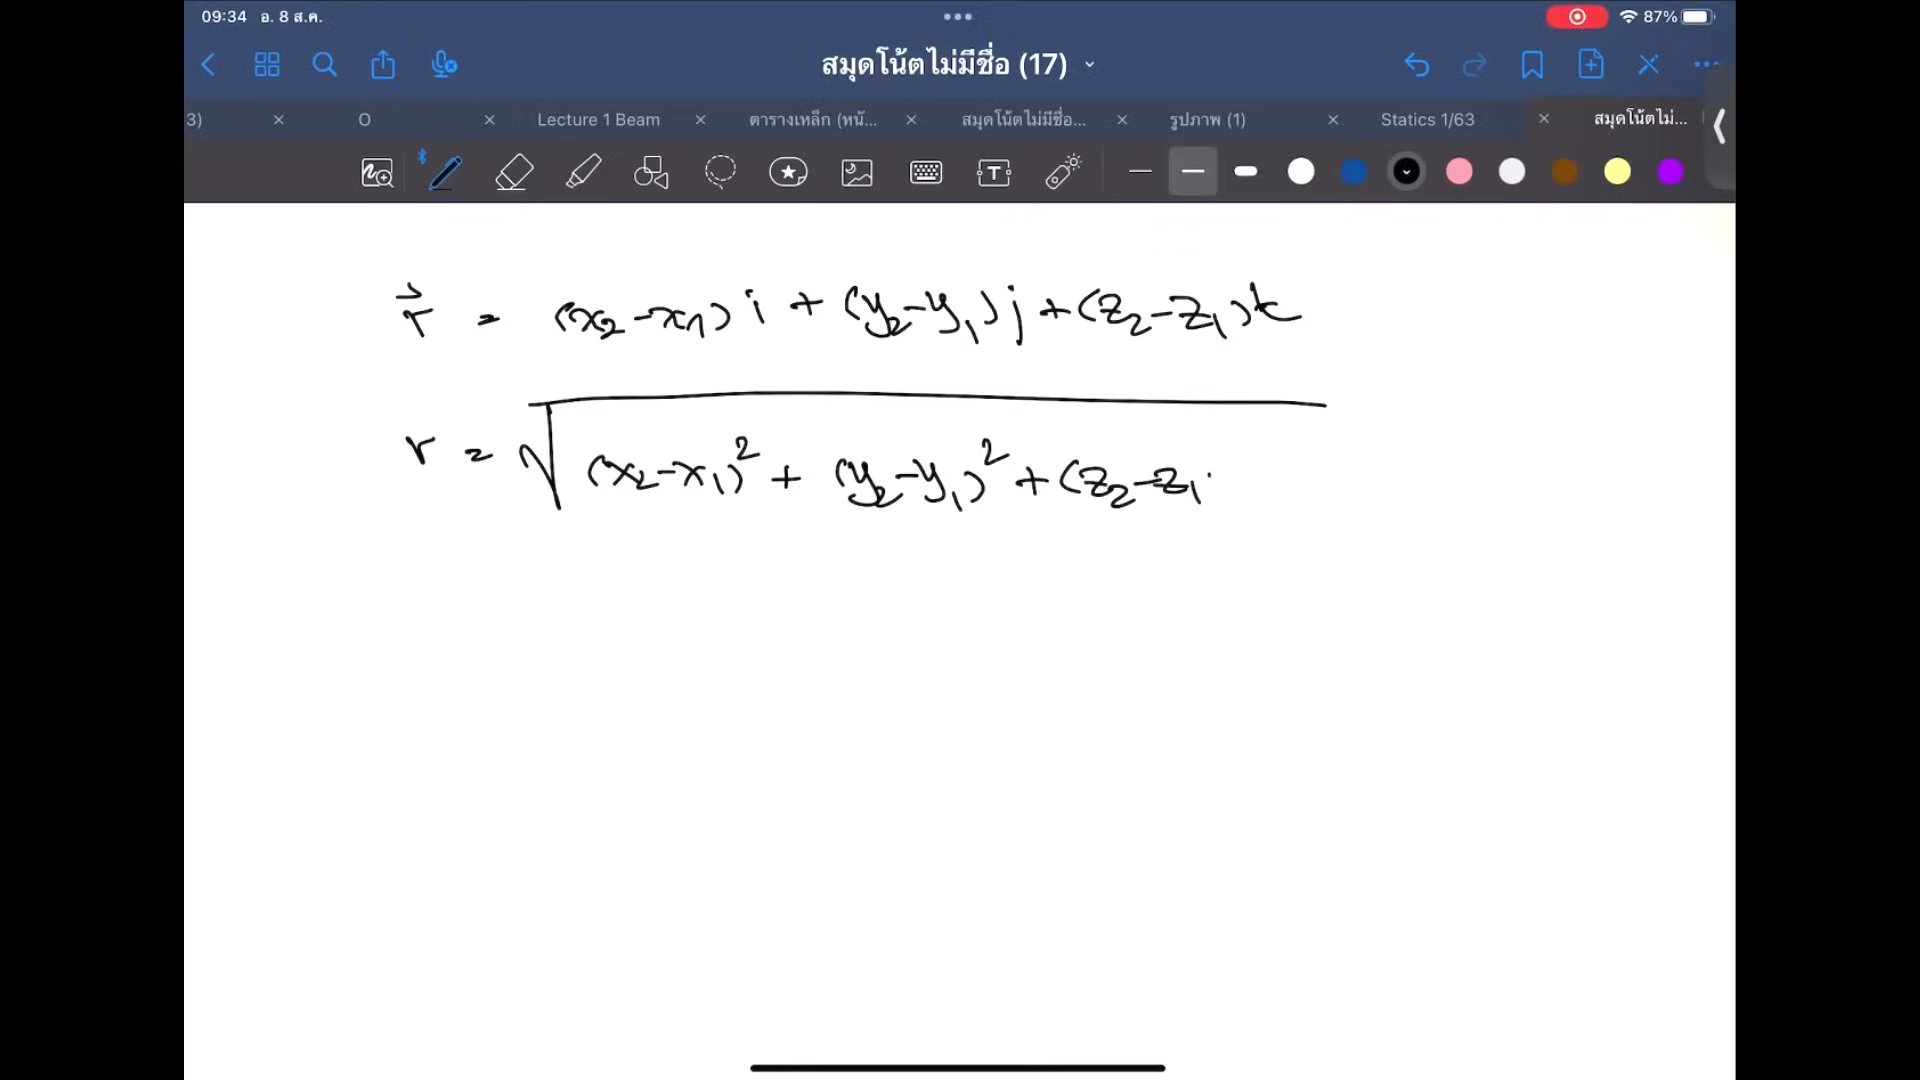 09:34 อ. 8 ส.ค.
87%
สมุดโน้ตไม่มีชื่อ (17)
3)
O
Lecture 1 Beam
ตารางเหล็ก (หนั...
สมุดโน้ตไม่มีชื่อ...
รูปภาพ (1)
Statics 1/63
สมุดโน้ตไม่...
T
r⃗ = (x₂-x₁)i + (y₂-y₁)j + (z₂-z₁)k
r = √(x₂-x₁)² + (y₂-y₁)² + (z₂-z₁